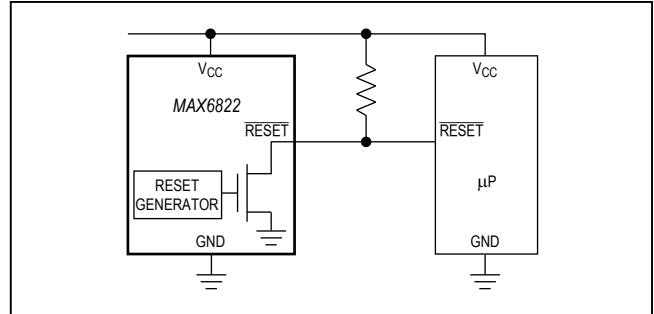 VCC
VCC
MAX6822
RESET
RESET
RESET
GENERATOR
µP
GND
GND